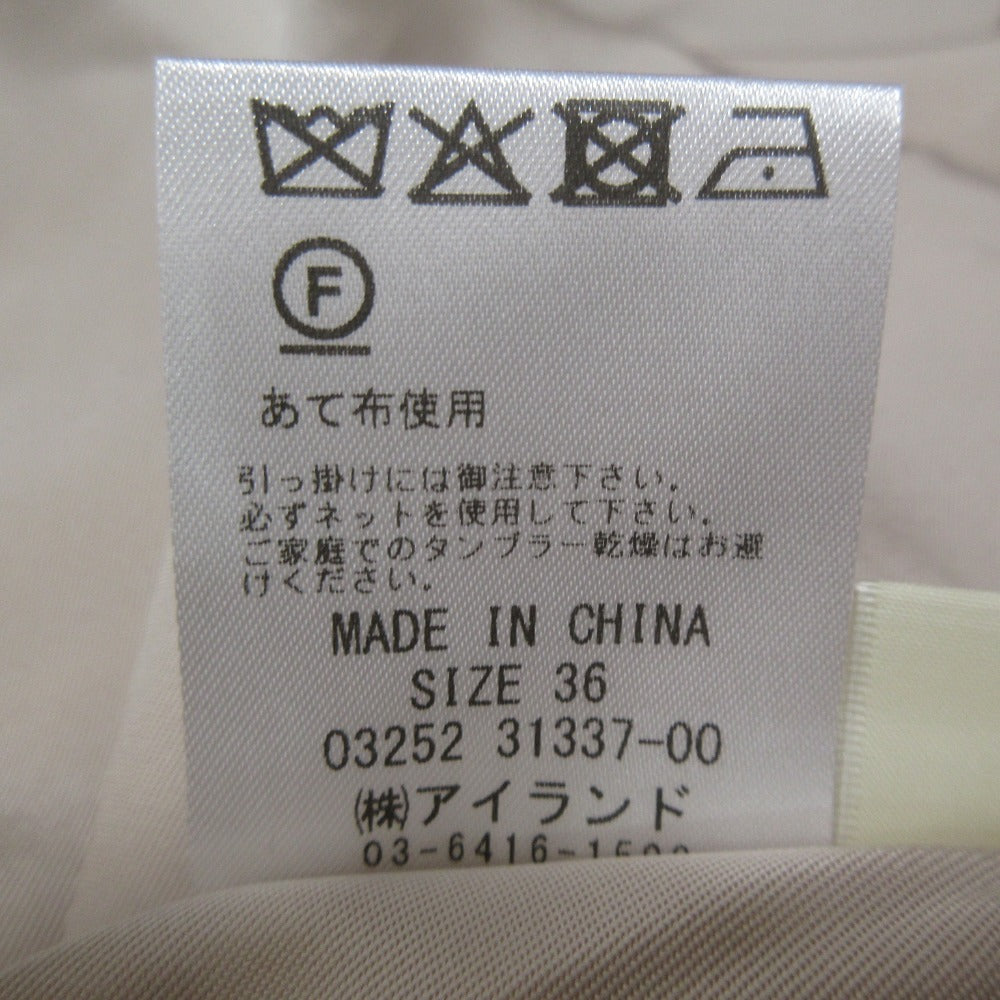 F
あて布使用
引っ掛けには御注意下さい。
必ずネットを使用して下さい。
ご家庭でのタンブラー乾燥はお避
けください。
MADE IN CHINA
SIZE 36
03252 31337-00
㈱アイランド